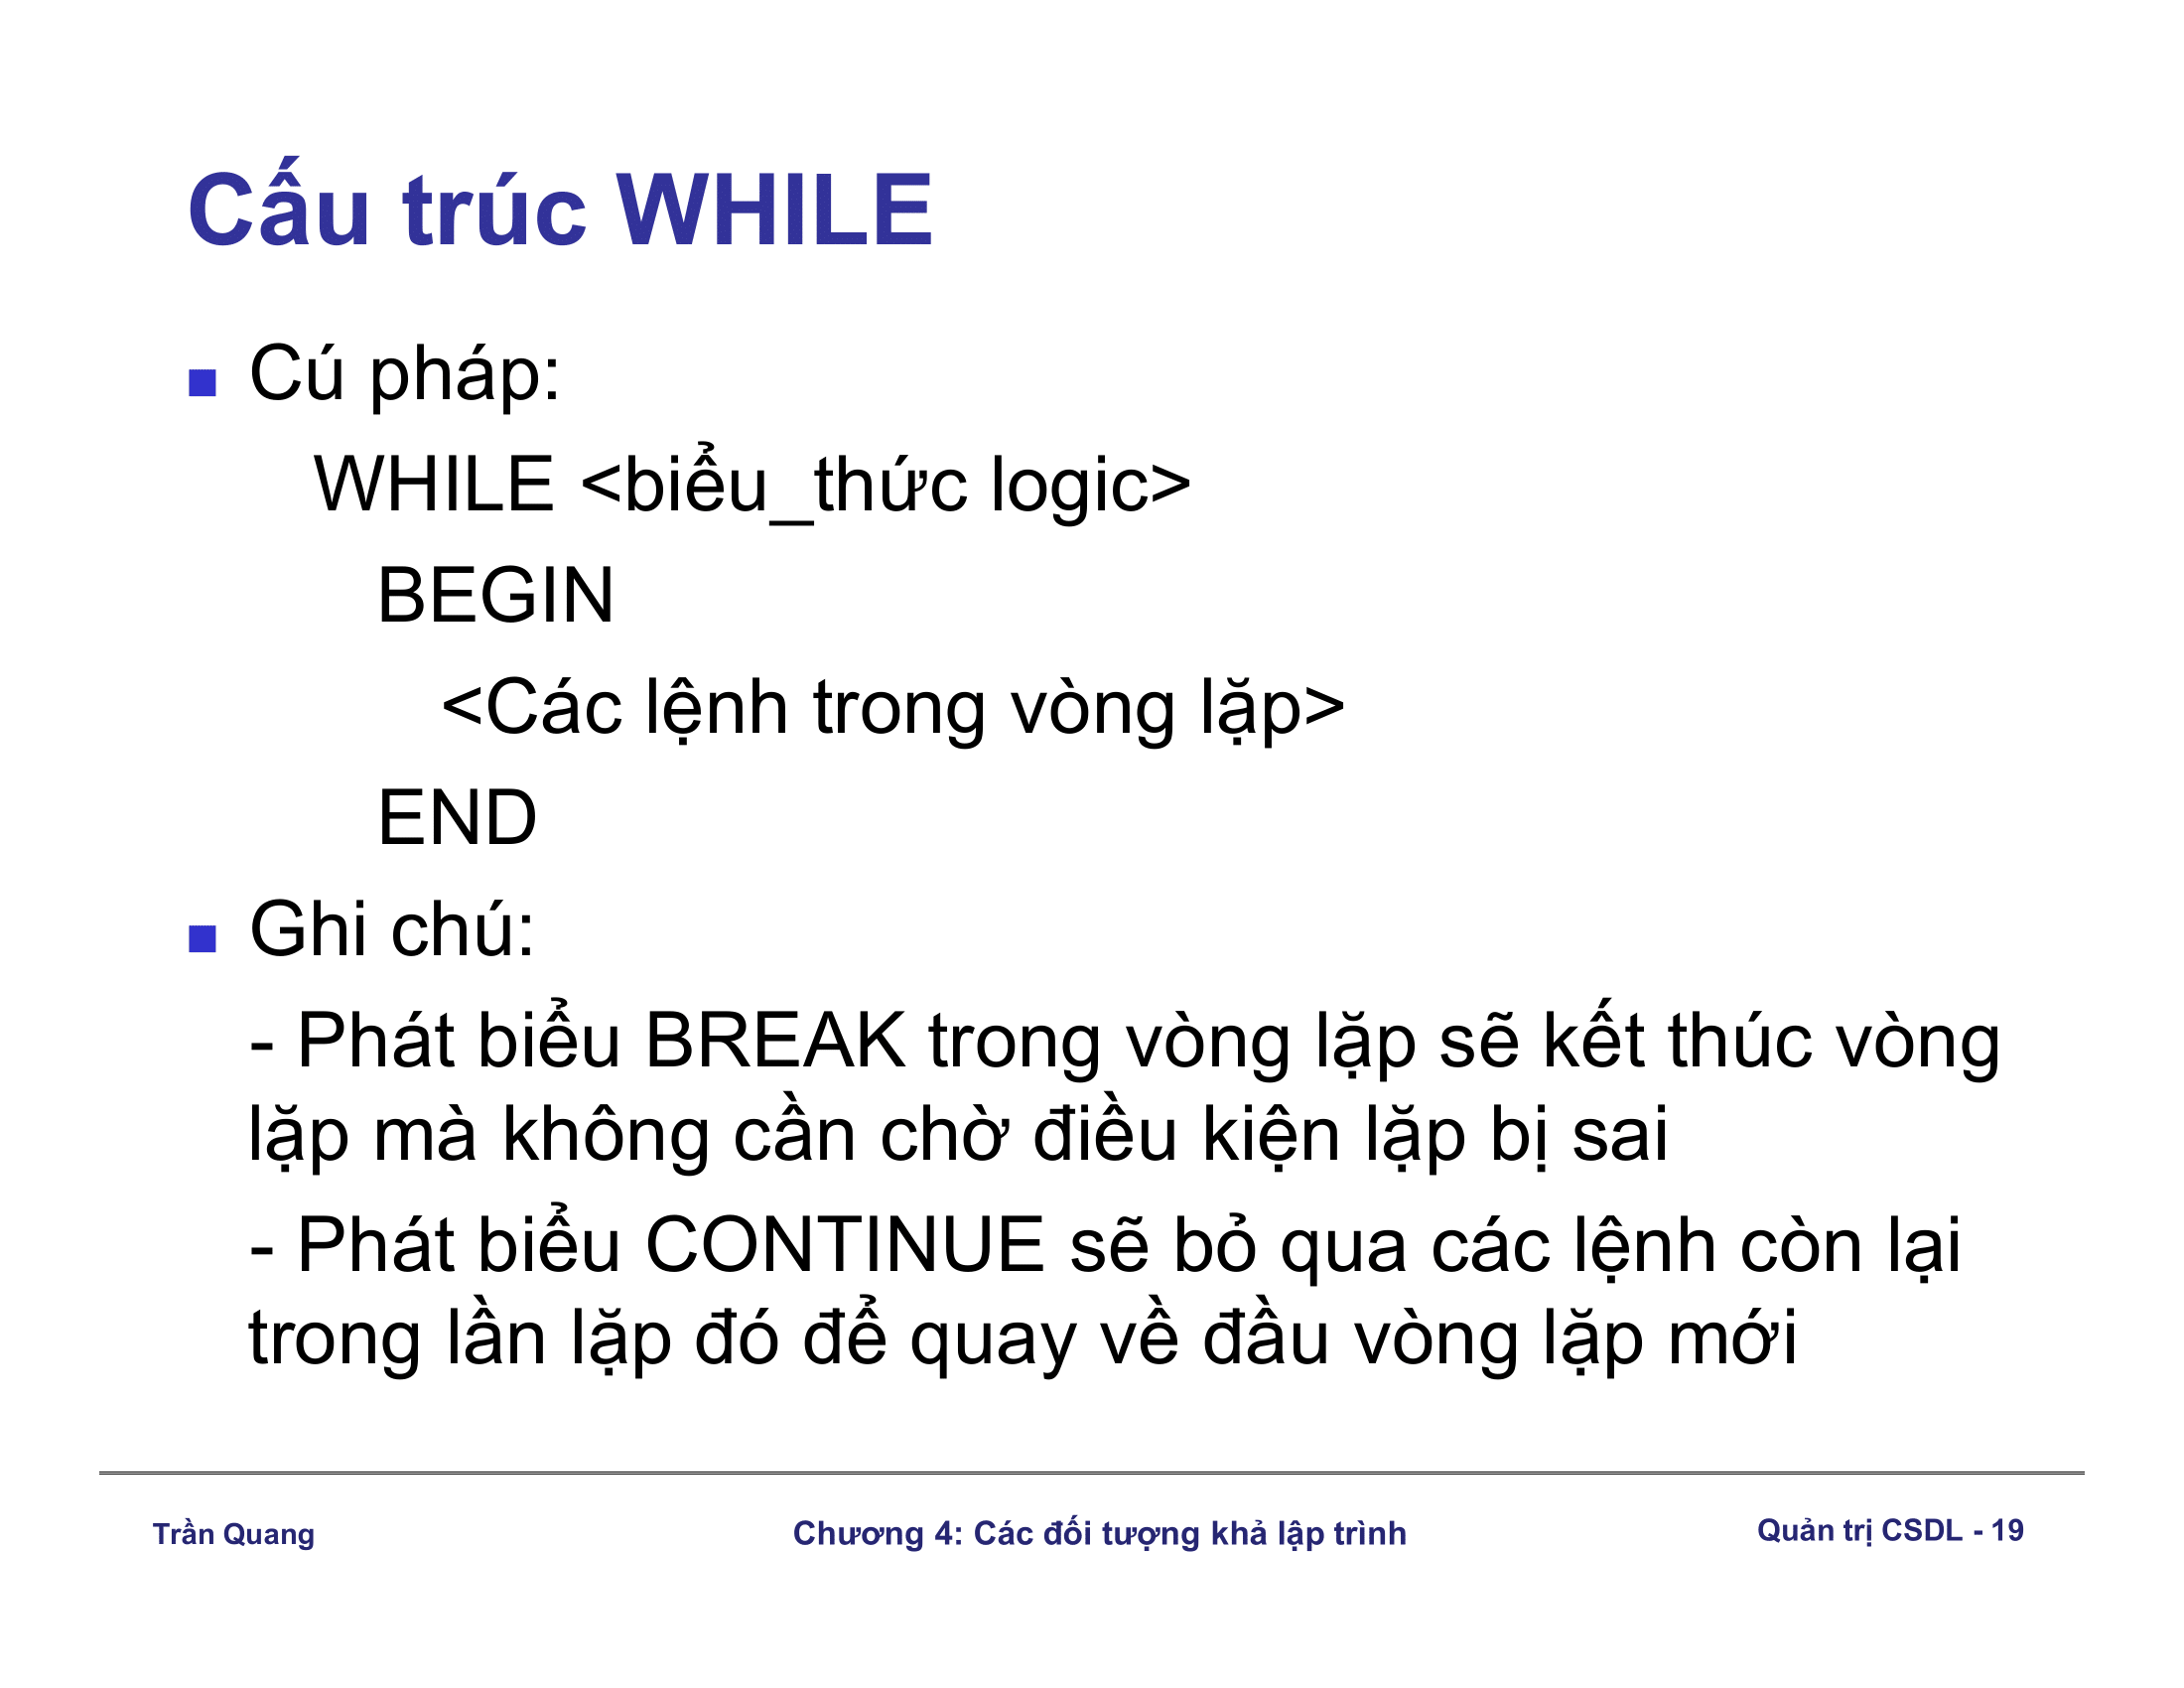 Cấu trúc WHILE
Cú pháp:
WHILE <biểu_thức logic>
BEGIN
<Các lệnh trong vòng lặp>
END
Ghi chú:
- Phát biểu BREAK trong vòng lặp sẽ kết thúc vòng
lặp mà không cần chờ điều kiện lặp bị sai
- Phát biểu CONTINUE sẽ bỏ qua các lệnh còn lại
trong lần lặp đó để quay về đầu vòng lặp mới
Trần Quang
Chương 4: Các đối tượng khả lập trình
Quản trị CSDL - 19